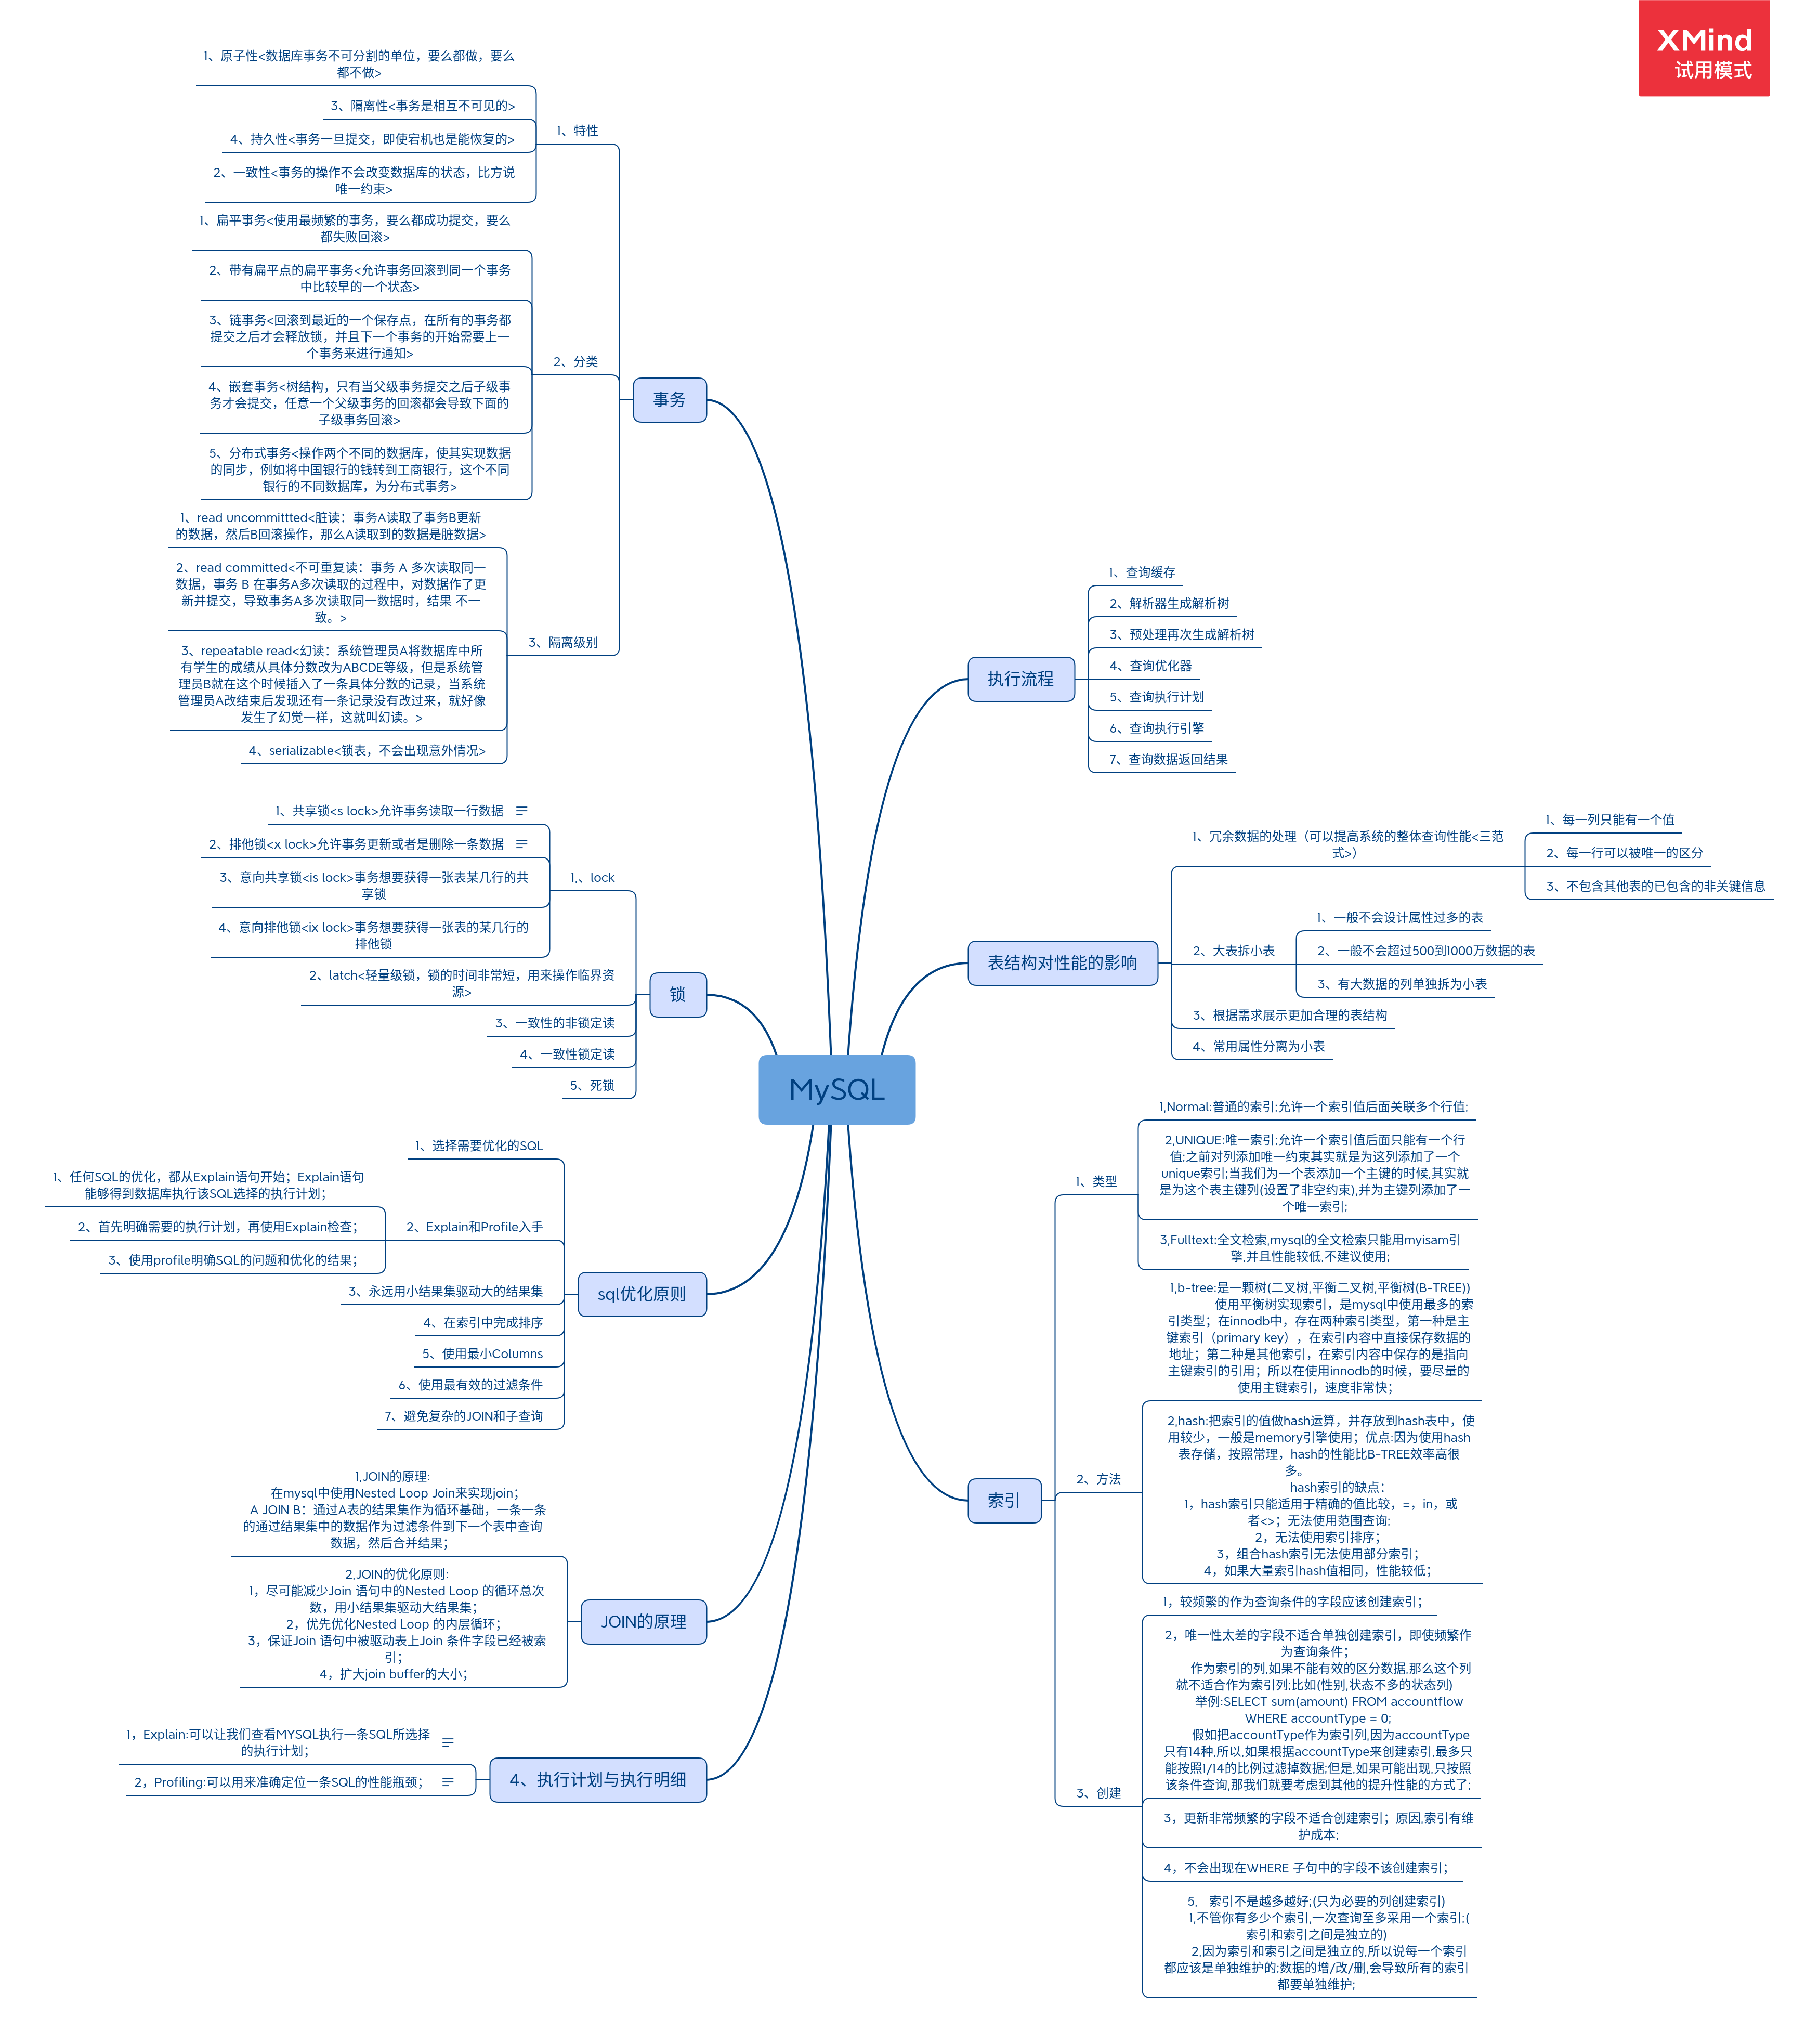 XMind
试用模式
MySQL
执行流程
1、查询缓存
2、解析器生成解析树
3、预处理再次生成解析树
4、查询优化器
5、查询执行计划
6、查询执行引擎
7、查询数据返回结果
表结构对性能的影响
1、冗余数据的处理（可以提高系统的整体查询性能<三范
式>）
1、每一列只能有一个值
2、每一行可以被唯一的区分
3、不包含其他表的已包含的非关键信息
2、大表拆小表
1、一般不会设计属性过多的表
2、一般不会超过500到1000万数据的表
3、有大数据的列单独拆为小表
3、根据需求展示更加合理的表结构
4、常用属性分离为小表
索引
1、类型
1,Normal:普通的索引;允许一个索引值后面关联多个行值;
2,UNIQUE:唯一索引;允许一个索引值后面只能有一个行
值;之前对列添加唯一约束其实就是为这列添加了一个
unique索引;当我们为一个表添加一个主键的时候,其实就
是为这个表主键列(设置了非空约束),并为主键列添加了一
个唯一索引;
3,Fulltext:全文检索,mysql的全文检索只能用myisam引
擎,并且性能较低,不建议使用;
2、方法
1,b-tree:是一颗树(二叉树,平衡二叉树,平衡树(B-TREE))
使用平衡树实现索引，是mysql中使用最多的索
引类型；在innodb中，存在两种索引类型，第一种是主
键索引（primary key），在索引内容中直接保存数据的
地址；第二种是其他索引，在索引内容中保存的是指向
主键索引的引用；所以在使用innodb的时候，要尽量的
使用主键索引，速度非常快；
2,hash:把索引的值做hash运算，并存放到hash表中，使
用较少，一般是memory引擎使用；优点:因为使用hash
表存储，按照常理，hash的性能比B-TREE效率高很
多。
hash索引的缺点：
1，hash索引只能适用于精确的值比较，=，in，或
者<>；无法使用范围查询;
2，无法使用索引排序；
3，组合hash索引无法使用部分索引；
4，如果大量索引hash值相同，性能较低；
3、创建
1，较频繁的作为查询条件的字段应该创建索引；
2，唯一性太差的字段不适合单独创建索引，即使频繁作
为查询条件；
作为索引的列,如果不能有效的区分数据,那么这个列
就不适合作为索引列;比如(性别,状态不多的状态列)
举例:SELECT sum(amount) FROM accountflow
WHERE accountType = 0;
假如把accountType作为索引列,因为accountType
只有14种,所以,如果根据accountType来创建索引,最多只
能按照1/14的比例过滤掉数据;但是,如果可能出现,只按照
该条件查询,那我们就要考虑到其他的提升性能的方式了;
3，更新非常频繁的字段不适合创建索引；原因,索引有维
护成本;
4，不会出现在WHERE 子句中的字段不该创建索引；
5, 索引不是越多越好;(只为必要的列创建索引)
1,不管你有多少个索引,一次查询至多采用一个索引;(
索引和索引之间是独立的)
2,因为索引和索引之间是独立的,所以说每一个索引
都应该是单独维护的;数据的增/改/删,会导致所有的索引
都要单独维护;
事务
1、特性
1、原子性<数据库事务不可分割的单位，要么都做，要么
都不做>
3、隔离性<事务是相互不可见的>
4、持久性<事务一旦提交，即使宕机也是能恢复的>
2、一致性<事务的操作不会改变数据库的状态，比方说
唯一约束>
2、分类
1、扁平事务<使用最频繁的事务，要么都成功提交，要么
都失败回滚>
2、带有扁平点的扁平事务<允许事务回滚到同一个事务
中比较早的一个状态>
3、链事务<回滚到最近的一个保存点，在所有的事务都
提交之后才会释放锁，并且下一个事务的开始需要上一
个事务来进行通知>
4、嵌套事务<树结构，只有当父级事务提交之后子级事
务才会提交，任意一个父级事务的回滚都会导致下面的
子级事务回滚>
5、分布式事务<操作两个不同的数据库，使其实现数据
的同步，例如将中国银行的钱转到工商银行，这个不同
银行的不同数据库，为分布式事务>
3、隔离级别
1、read uncommittted<脏读：事务A读取了事务B更新
的数据，然后B回滚操作，那么A读取到的数据是脏数据>
2、read committed<不可重复读：事务 A 多次读取同一
数据，事务 B 在事务A多次读取的过程中，对数据作了更
新并提交，导致事务A多次读取同一数据时，结果 不一
致。>
3、repeatable read<幻读：系统管理员A将数据库中所
有学生的成绩从具体分数改为ABCDE等级，但是系统管
理员B就在这个时候插入了一条具体分数的记录，当系统
管理员A改结束后发现还有一条记录没有改过来，就好像
发生了幻觉一样，这就叫幻读。>
4、serializable<锁表，不会出现意外情况>
锁
1,、lock
1、共享锁<s lock>允许事务读取一行数据
2、排他锁<x lock>允许事务更新或者是删除一条数据
3、意向共享锁<is lock>事务想要获得一张表某几行的共
享锁
4、意向排他锁<ix lock>事务想要获得一张表的某几行的
排他锁
2、latch<轻量级锁，锁的时间非常短，用来操作临界资
源>
3、一致性的非锁定读
4、一致性锁定读
5、死锁
sql优化原则
1、选择需要优化的SQL
2、Explain和Profile入手
1、任何SQL的优化，都从Explain语句开始；Explain语句
能够得到数据库执行该SQL选择的执行计划；
2、首先明确需要的执行计划，再使用Explain检查；
3、使用profile明确SQL的问题和优化的结果；
3、永远用小结果集驱动大的结果集
4、在索引中完成排序
5、使用最小Columns
6、使用最有效的过滤条件
7、避免复杂的JOIN和子查询
JOIN的原理
1,JOIN的原理:
在mysql中使用Nested Loop Join来实现join；
A JOIN B：通过A表的结果集作为循环基础，一条一条
的通过结果集中的数据作为过滤条件到下一个表中查询
数据，然后合并结果；
2,JOIN的优化原则:
1，尽可能减少Join 语句中的Nested Loop 的循环总次
数，用小结果集驱动大结果集；
2，优先优化Nested Loop 的内层循环；
3，保证Join 语句中被驱动表上Join 条件字段已经被索
引；
4，扩大join buffer的大小；
4、执行计划与执行明细
1，Explain:可以让我们查看MYSQL执行一条SQL所选择
的执行计划；
2，Profiling:可以用来准确定位一条SQL的性能瓶颈；